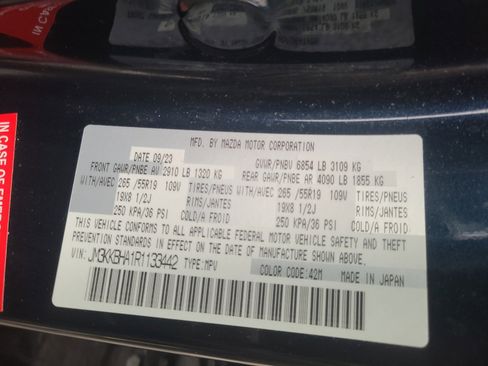 MFD. BY MAZDA MOTOR CORPORATION
DATE 09/23 GVWR/PNBV 6854 LB 3109 KG
FRONT GAWR/PNBE AV 2910 LB 1320 KG REAR GAWR/PNBE AR 4090 LB 1855 KG
WITH/AVEC 265 /55R19 109W TIRES/PNEUS WITH/AVEC 265 /55R19 109W TIRES/PNEUS
19X8 1/2J RIMS/JANTES 19X8 1/2J RIMS/JANTES
250 KPA/36 PSI COLD/A FROID 250 KPA/36 PSI COLD/A FROID
THIS VEHICLE CONFORMS TO ALL APPLICABLE FEDERAL MOTOR VEHICLE SAFETY AND THEFT
PREVENTION STANDARDS IN EFFECT ON THE DATE OF MANUFACTURE SHOWN ABOVE.
VIN: JM3KKBHA1R1133442 TYPE:MPV
COLOR CODE:42M MADE IN JAPAN
IN CASE OF